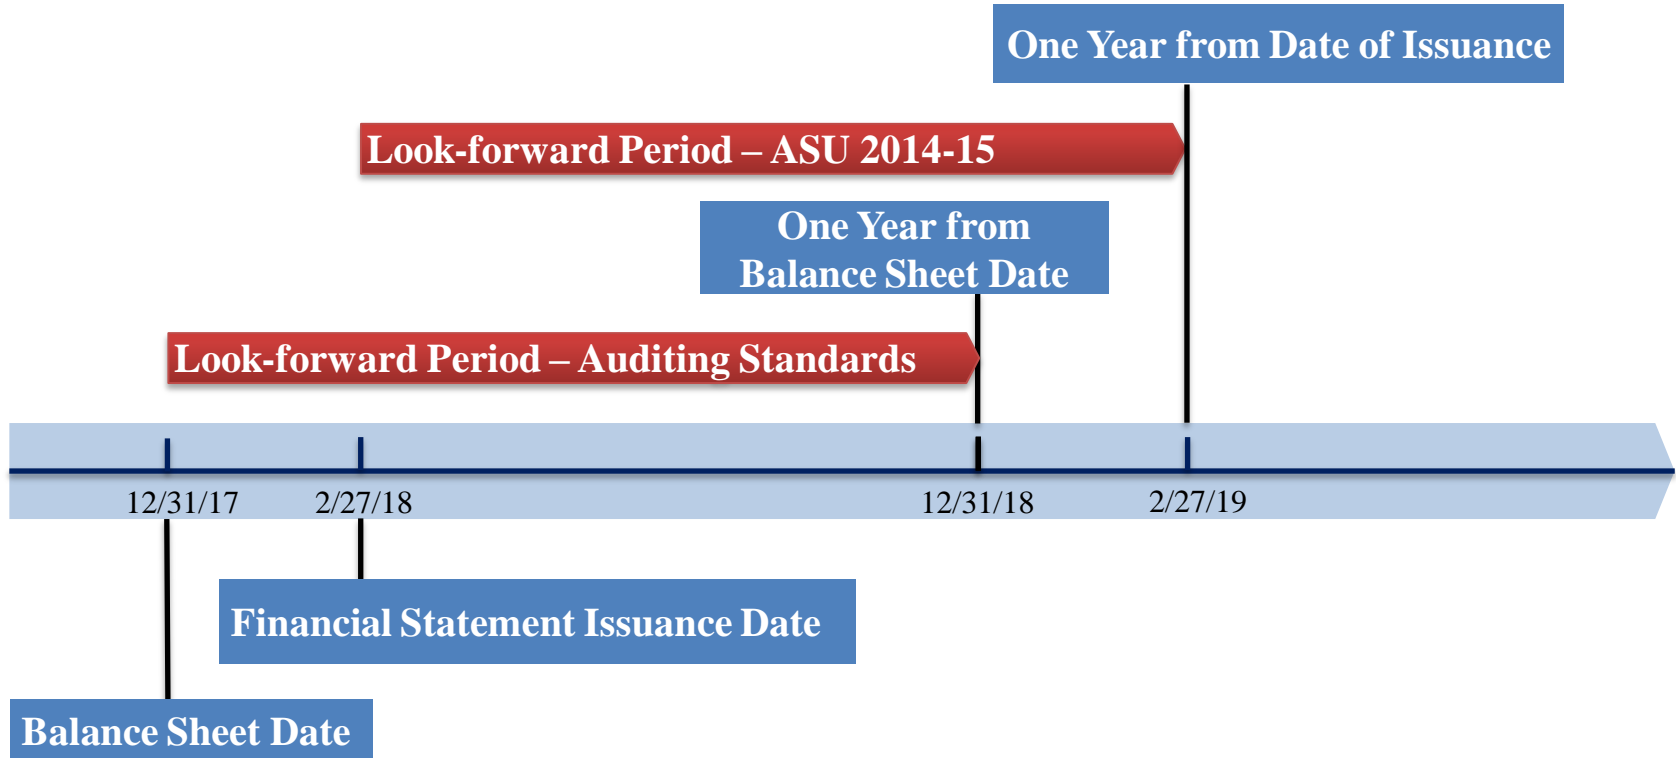 One Year from Date of Issuance
Look-forward Period – ASU 2014-15
One Year from
Balance Sheet Date
Look-forward Period – Auditing Standards
12/31/17
2/27/18
12/31/18
2/27/19
Financial Statement Issuance Date
Balance Sheet Date